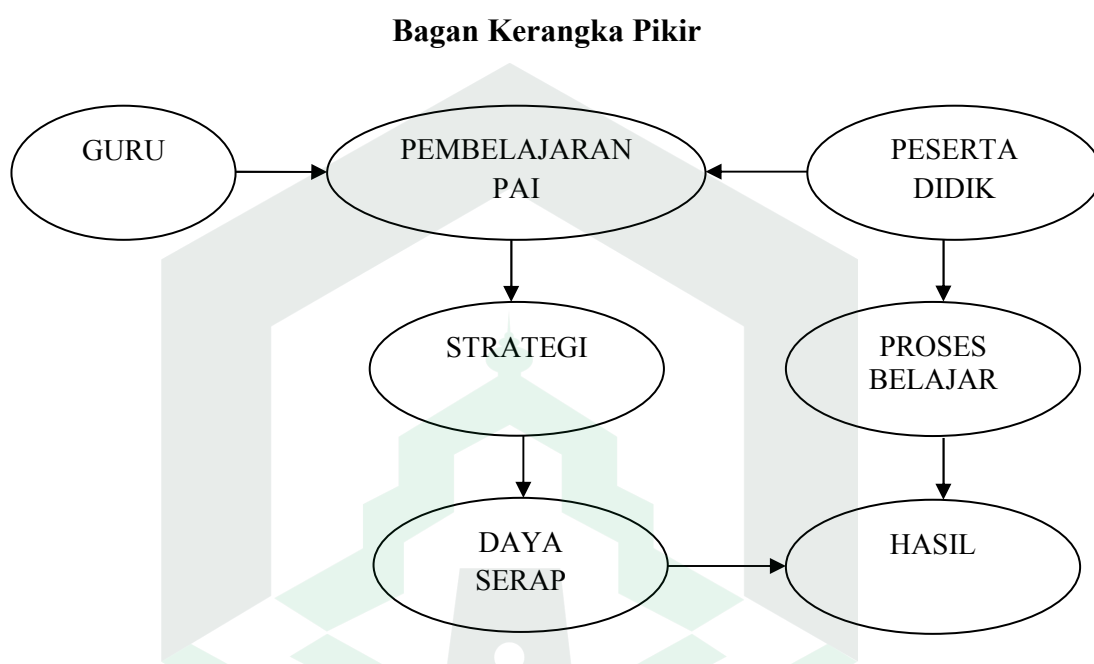 Bagan Kerangka Pikir
GURU
PEMBELAJARAN
PAI
PESERTA
DIDIK
STRATEGI
PROSES
BELAJAR
DAYA
SERAP
HASIL